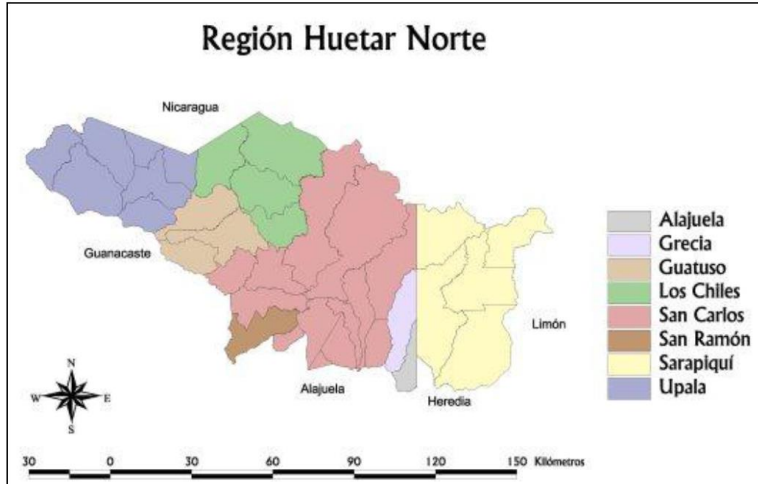 Región Huetar Norte
Nicaragua
Guanacaste
Limón
Alajuela
Heredia
Alajuela
Grecia
Guatuso
Los Chiles
San Carlos
San Ramón
Sarapiquí
Upala
N
W E
S
30 0 30 60 90 120 150 Kilómetros